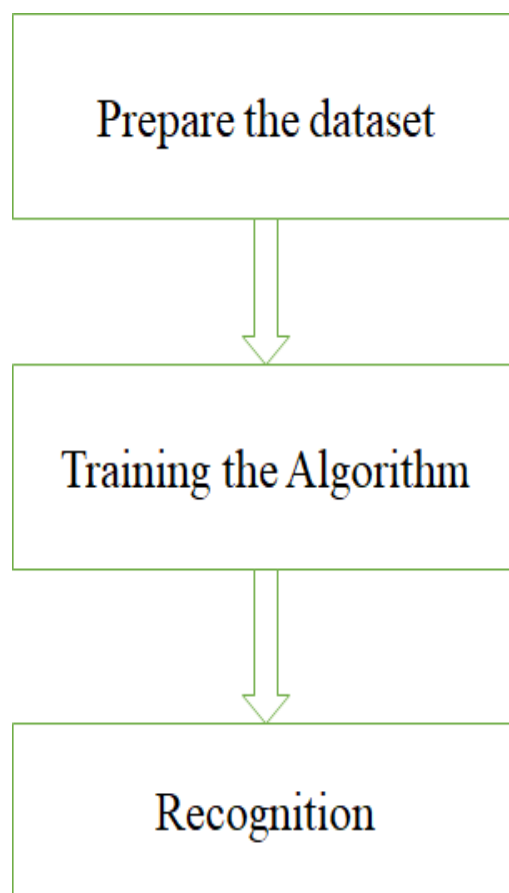 Prepare the dataset
Training the Algorithm
Recognition